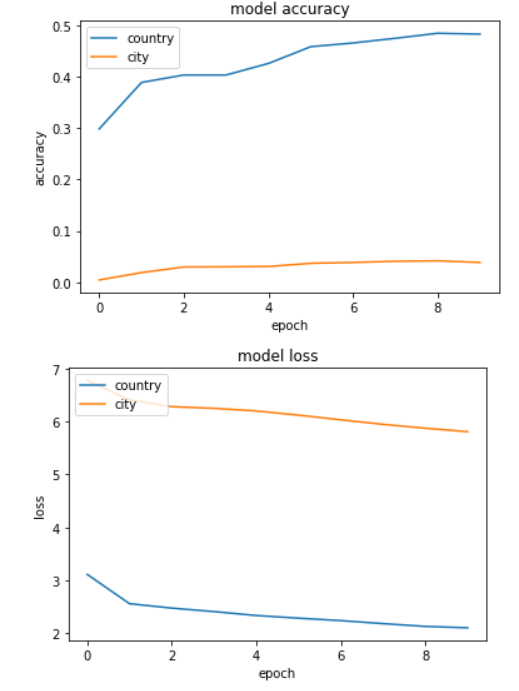 model accuracy
0.5
country
city
0.4
0.3
accuracy
0.2
0.1
0.0
0 2 4 6 8
epoch
model loss
7
country
city
6
5
loss
4
3
2
0 2 4 6 8
epoch